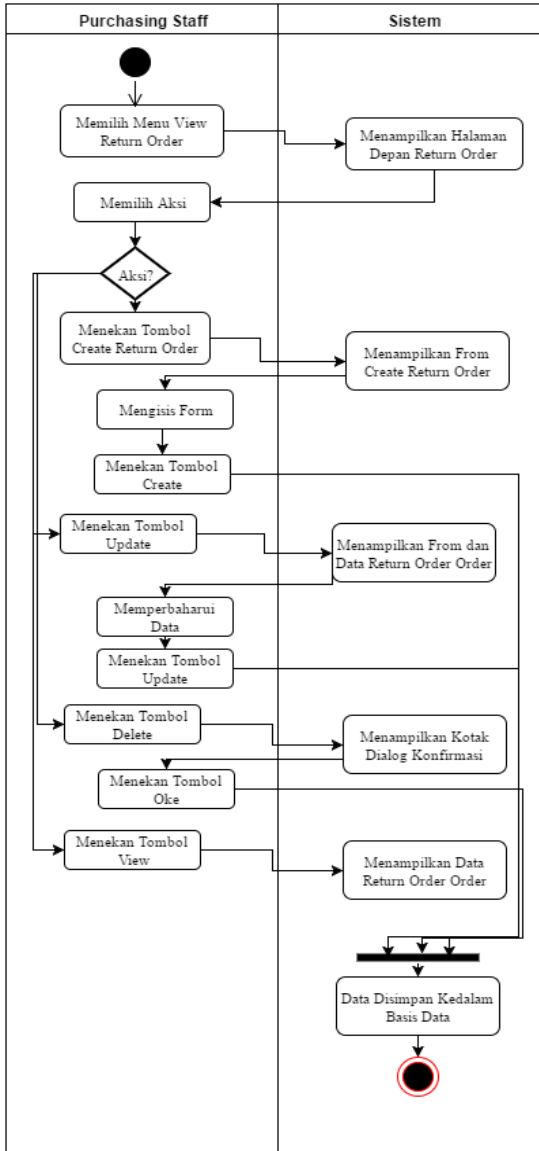 Purchasing Staff
Sistem
Memilih Menu View
Return Order
Menampilkan Halaman
Depan Return Order
Memilih Aksi
Aksi?
Menekan Tombol
Create Return Order
Menampilkan From
Create Return Order
Mengisis Form
Menekan Tombol
Create
Menekan Tombol
Update
Menampilkan From dan
Data Return Order Order
Memperbaharui
Data
Menekan Tombol
Update
Menekan Tombol
Delete
Menampilkan Kotak
Dialog Konfirmasi
Menekan Tombol
Oke
Menekan Tombol
View
Menampilkan Data
Return Order Order
Data Disimpan Kedalam
Basis Data